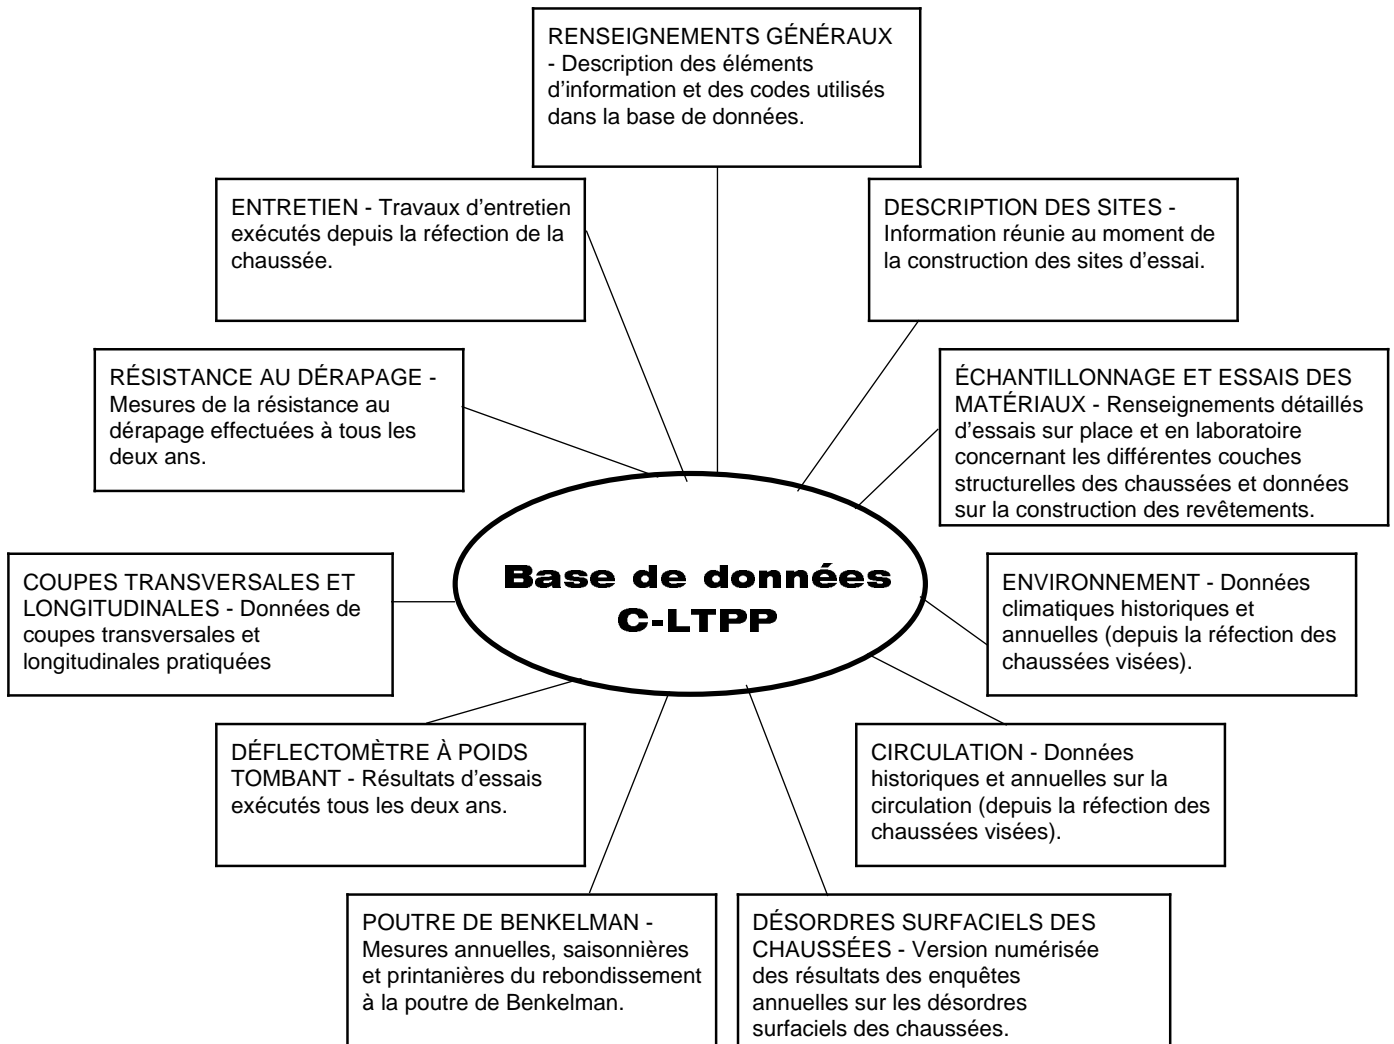 RENSEIGNEMENTS GÉNÉRAUX
- Description des éléments
d'information et des codes utilisés
dans la base de données.
ENTRETIEN - Travaux d'entretien
exécutés depuis la réfection de la
chaussée.
DESCRIPTION DES SITES -
Information réunie au moment de
la construction des sites d'essai.
RÉSISTANCE AU DÉRAPAGE -
Mesures de la résistance au
dérapage effectuées à tous les
deux ans.
ÉCHANTILLONNAGE ET ESSAIS DES
MATÉRIAUX - Renseignements détaillés
d'essais sur place et en laboratoire
concernant les différentes couches
structurelles des chaussées et données
sur la construction des revêtements.
Base de données
C-LTPP
COUPES TRANSVERSALES ET
LONGITUDINALES - Données de
coupes transversales et
longitudinales pratiquées
ENVIRONNEMENT - Données
climatiques historiques et
annuelles (depuis la réfection des
chaussées visées).
DÉFLECTOMÈTRE À POIDS
TOMBANT - Résultats d'essais
exécutés tous les deux ans.
CIRCULATION - Données
historiques et annuelles sur la
circulation (depuis la réfection des
chaussées visées).
POUTRE DE BENKELMAN -
Mesures annuelles, saisonnières
et printanières du rebondissement
à la poutre de Benkelman.
DÉSORDRES SURFACIELS DES
CHAUSSÉES - Version numérisée
des résultats des enquêtes
annuelles sur les désordres
surfaciels des chaussées.